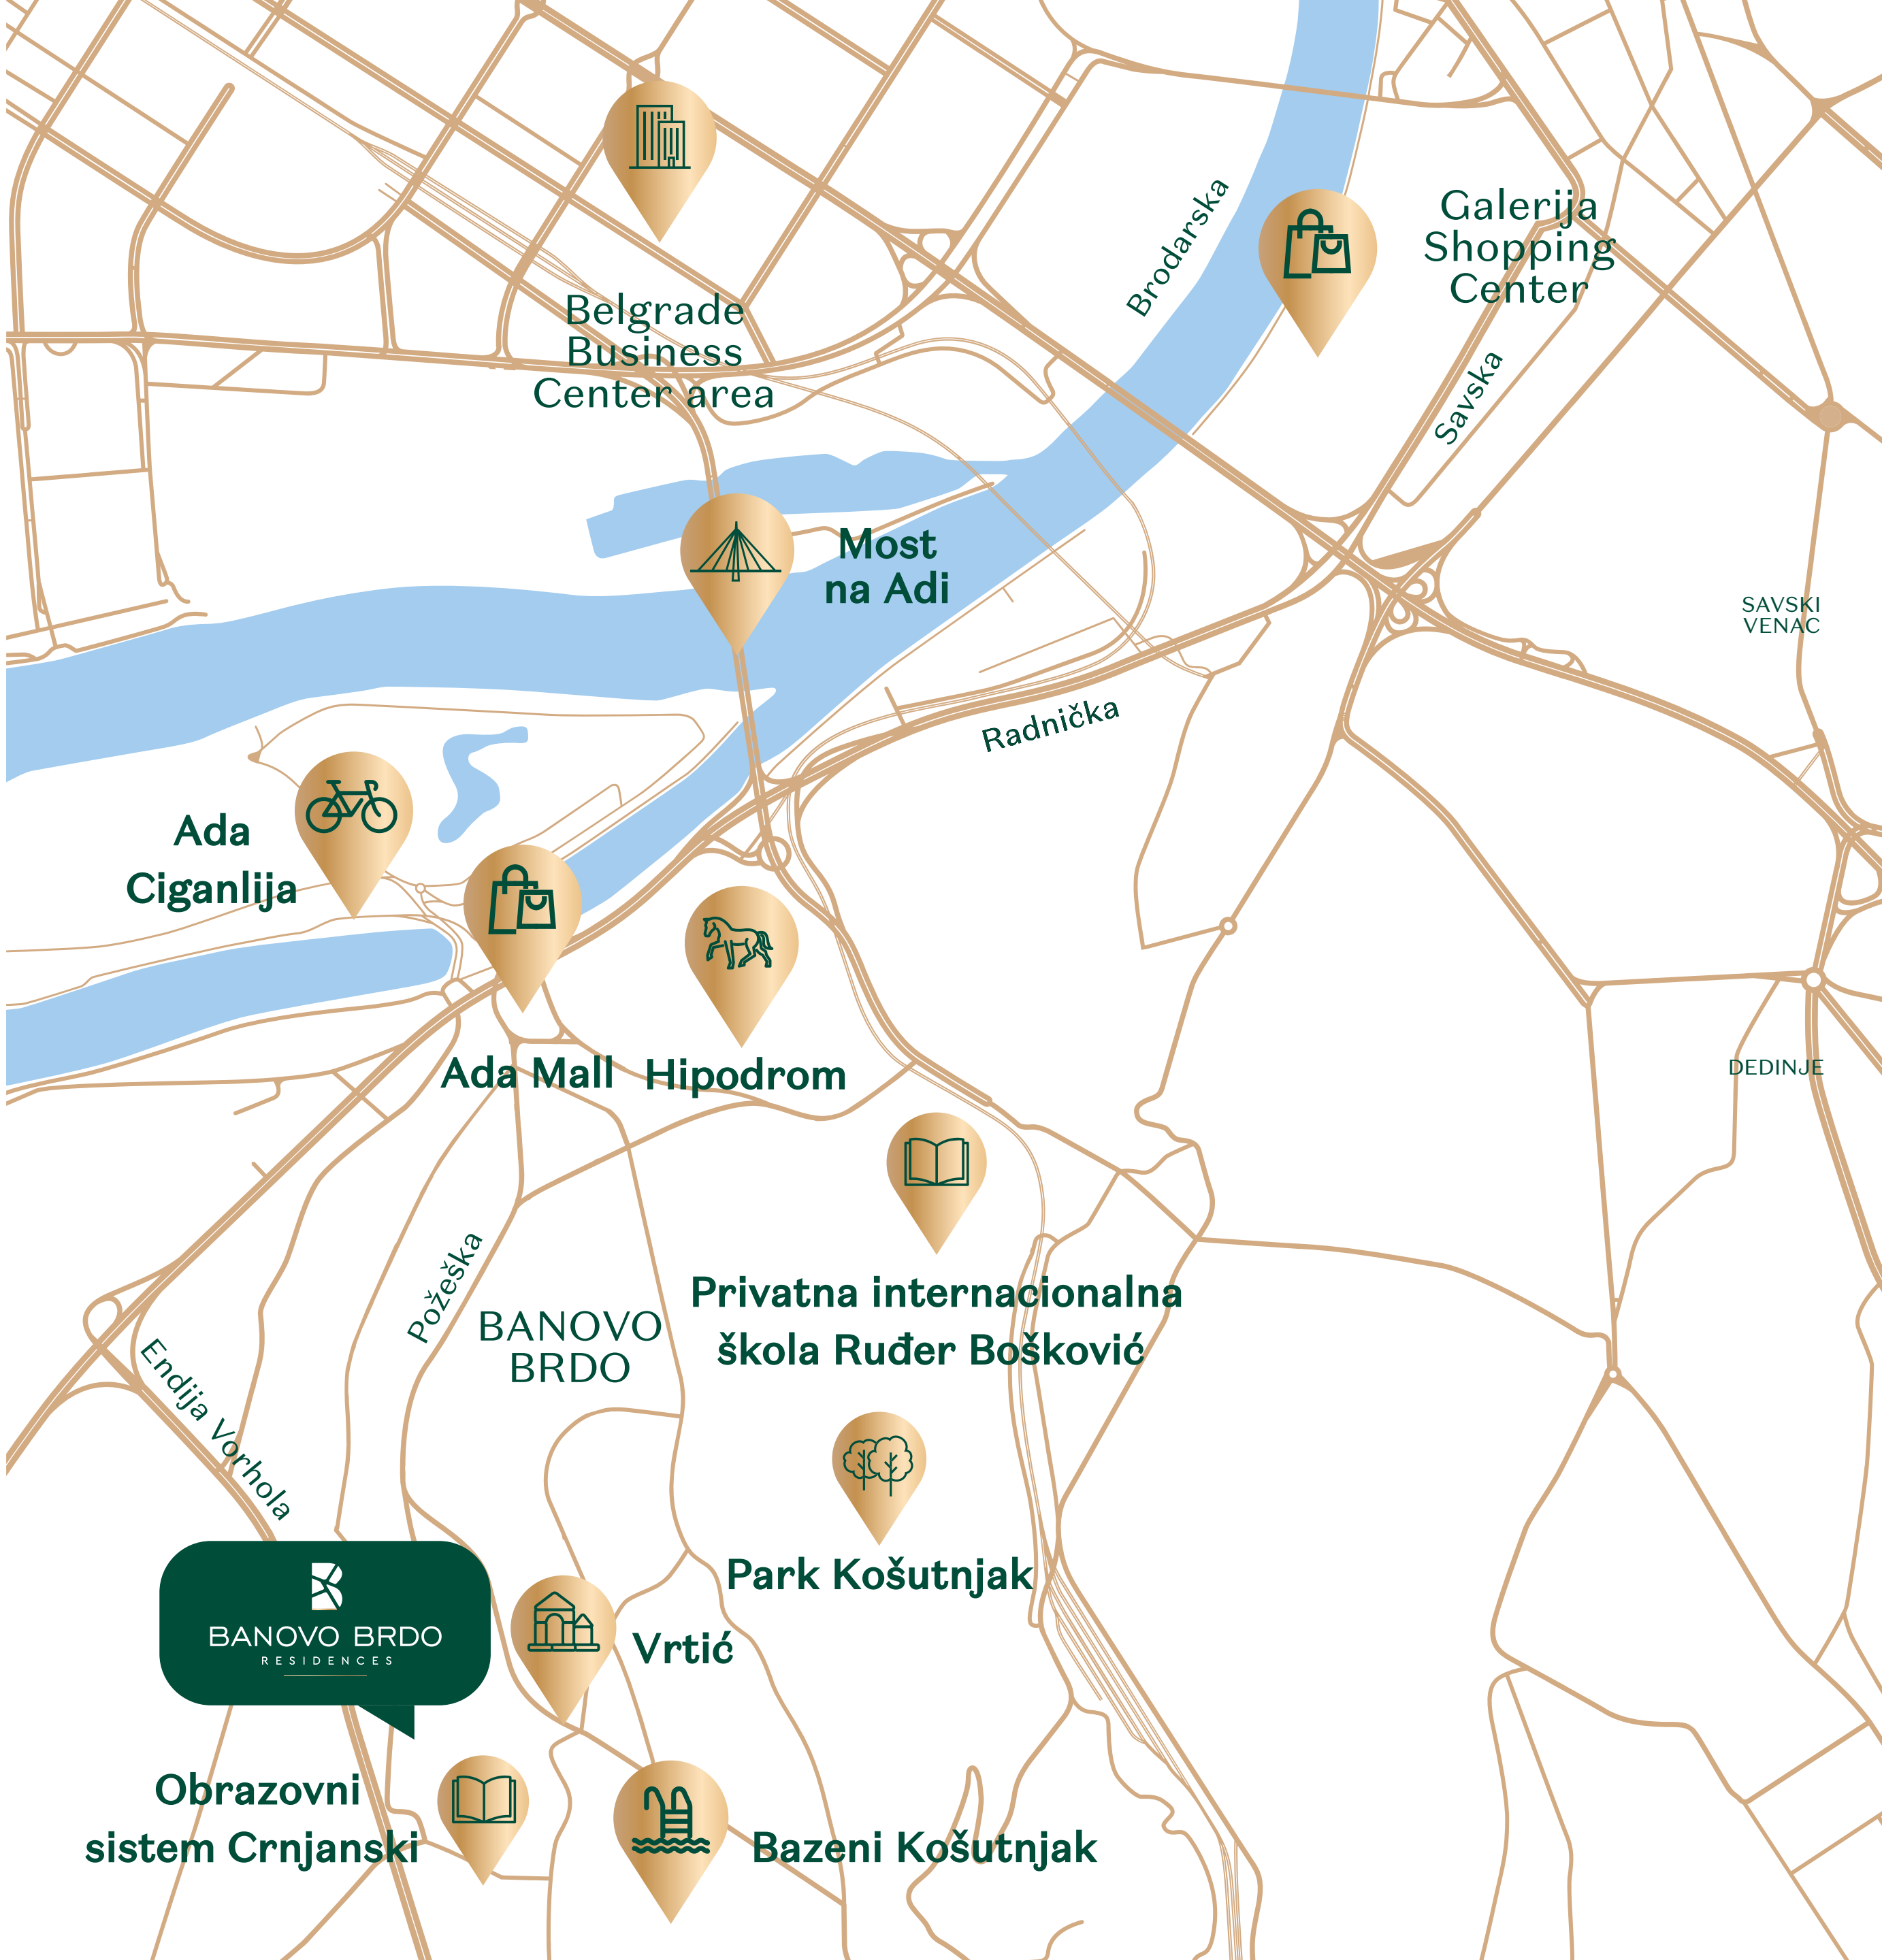 Brodarska
Galerija
Shopping
Center
Belgrade
Business
Center area
Savska
Most
na Adi
SAVSKI
VENAC
Radnička
Ada
Ciganlija
Ada Mall
Hipodrom
DEDINJE
Požeška
Privatna internacionalna
škola Ruđer Bošković
BANOVO
BRDO
Endija Vorhola
Park Košutnjak
BANOVO BRDO
RESIDENCES
Vrtić
Obrazovni
sistem Crnjanski
Bazeni Košutnjak